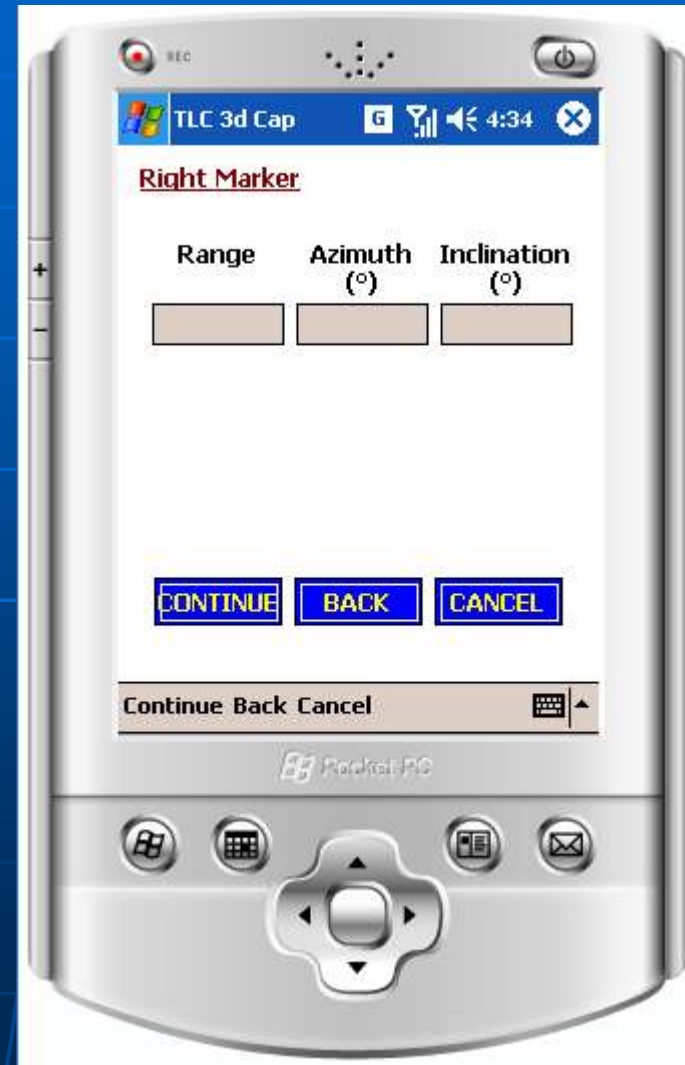 REC
TLC 3d Cap G 4:34
Right Marker
Range Azimuth Inclination
(°) (°)
+
−
CONTINUE BACK CANCEL
Continue Back Cancel
Pocket PC